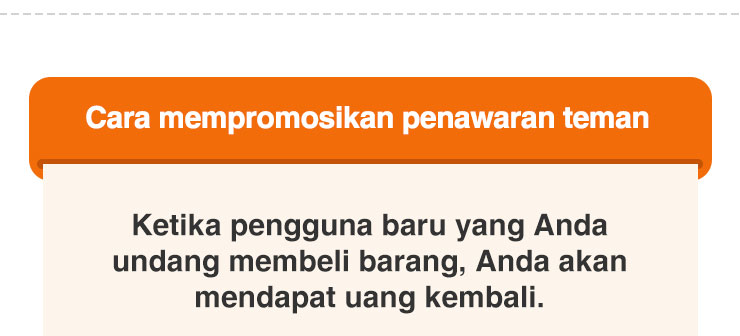 Cara mempromosikan penawaran teman
Ketika pengguna baru yang Anda
undang membeli barang, Anda akan
mendapat uang kembali.